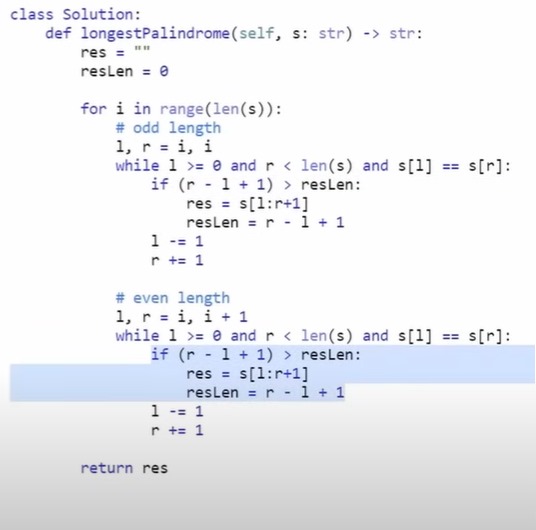 class Solution:
    def longestPalindrome(self, s: str) -> str:
        res = ""
        resLen = 0

        for i in range(len(s)):
            # odd length
            l, r = i, i
            while l >= 0 and r < len(s) and s[l] == s[r]:
                if (r - l + 1) > resLen:
                    res = s[l:r+1]
                    resLen = r - l + 1
                l -= 1
                r += 1

            # even length
            l, r = i, i + 1
            while l >= 0 and r < len(s) and s[l] == s[r]:
                if (r - l + 1) > resLen:
                    res = s[l:r+1]
                    resLen = r - l + 1
                l -= 1
                r += 1

        return res